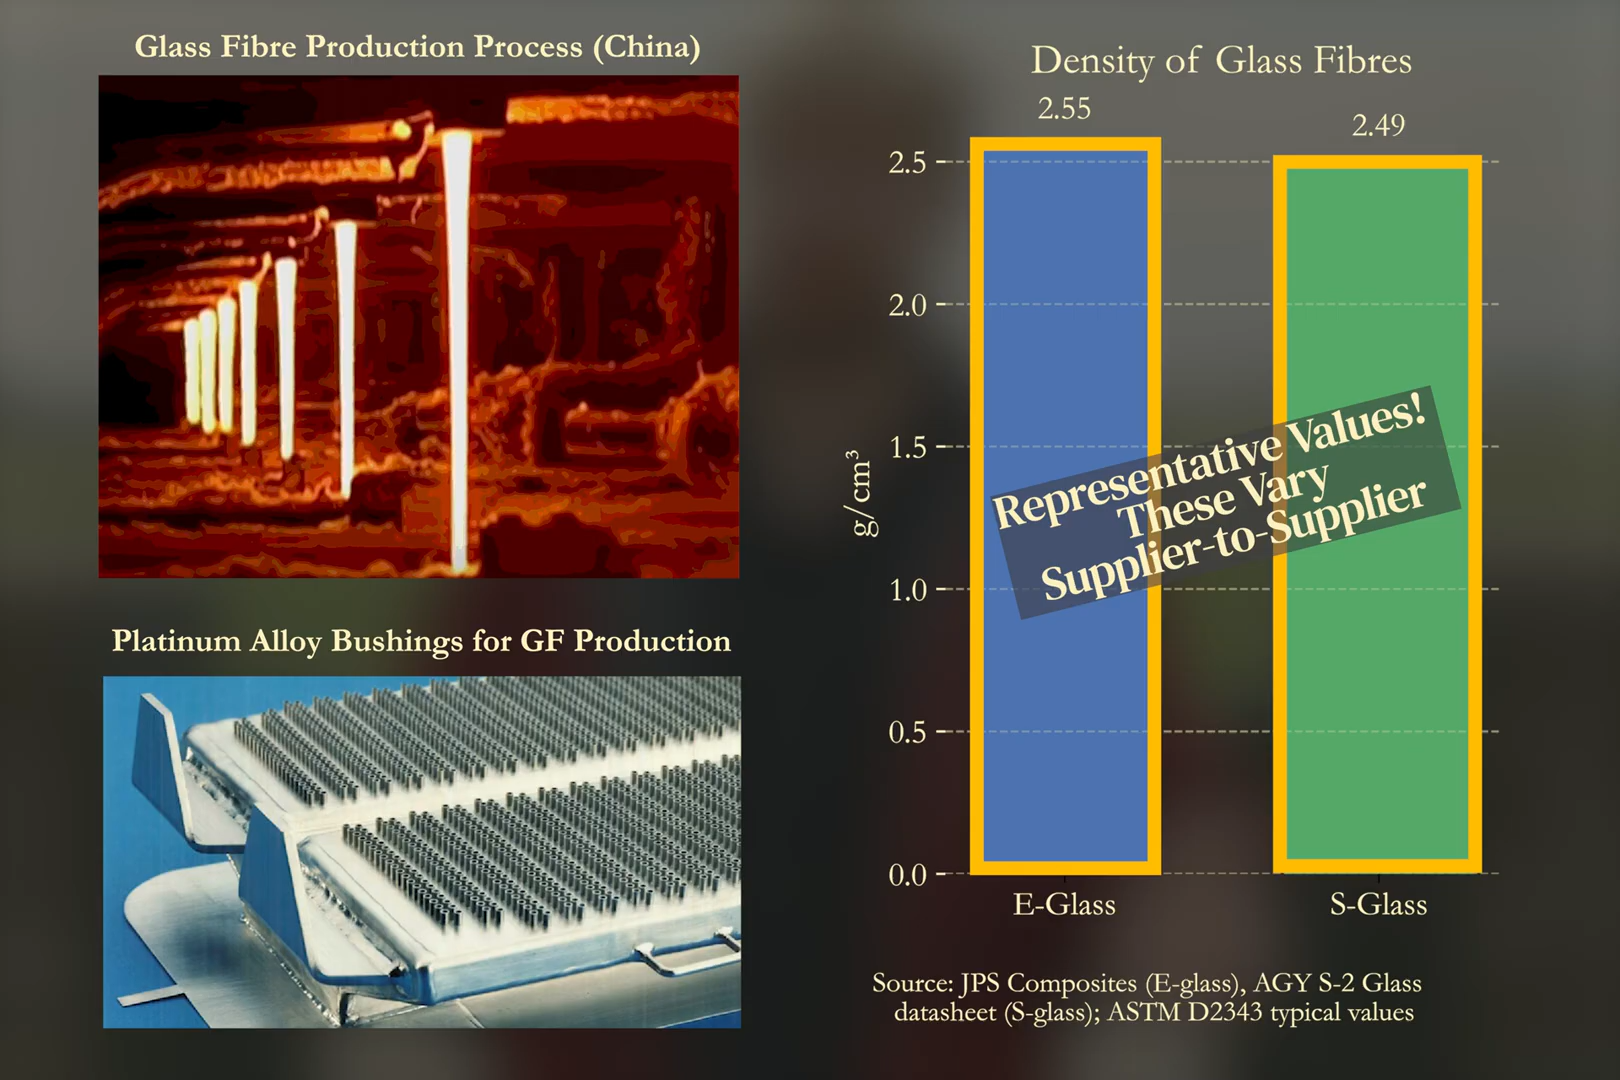 Glass Fibre Production Process (China)
Platinum Alloy Bushings for GF Production
Density of Glass Fibres
2.55
2.49
2.5
2.0
1.5
1.0
0.5
0.0
g/cm³
Representative Values!
These Vary
Supplier-to-Supplier
E-Glass
S-Glass
Source: JPS Composites (E-glass), AGY S-2 Glass
datasheet (S-glass); ASTM D2343 typical values